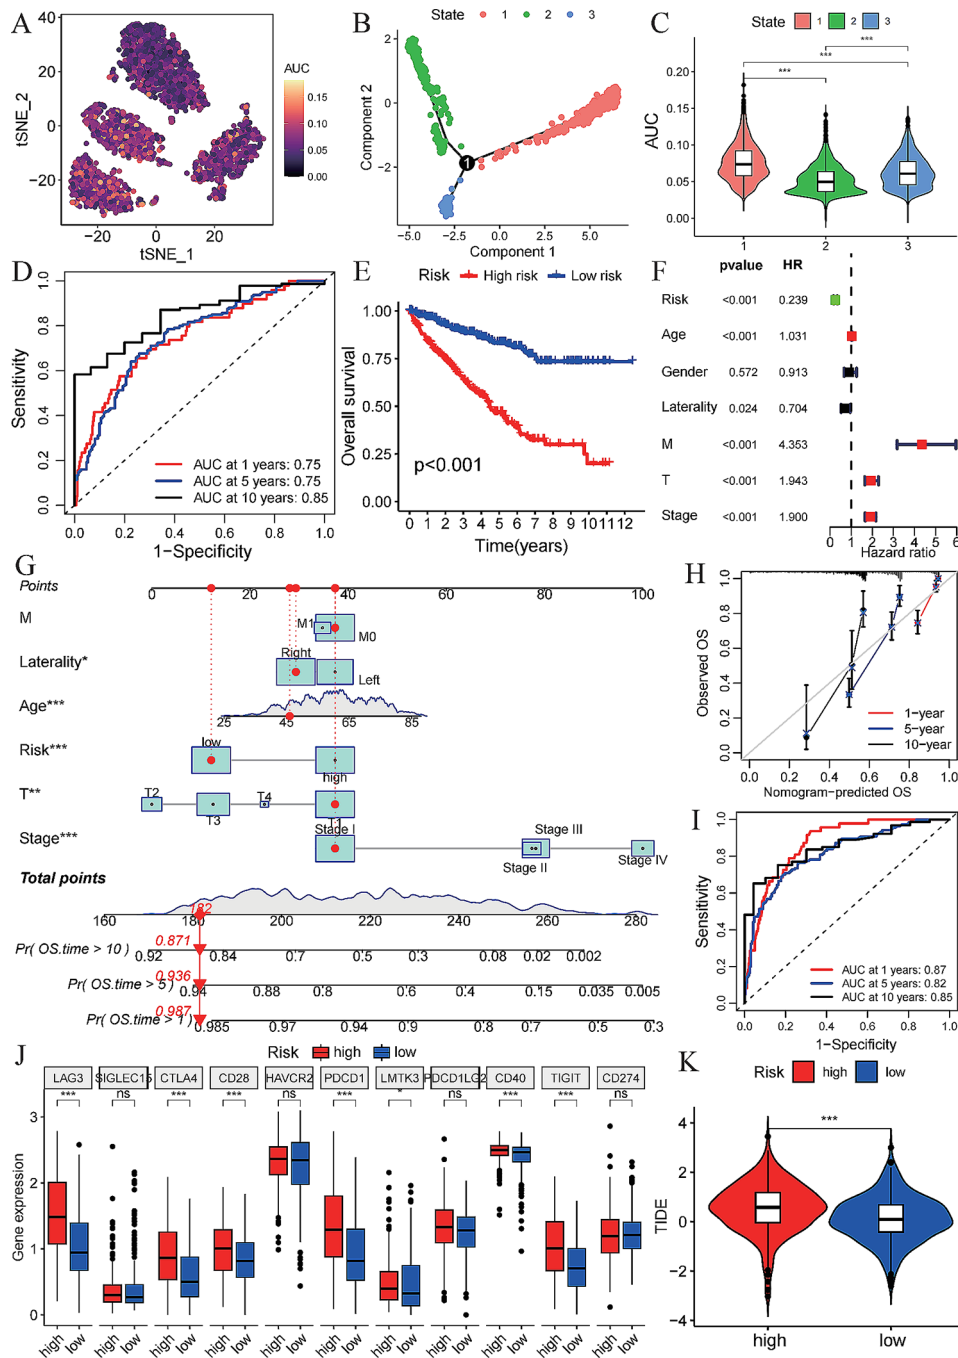 A
40
20
0
−20
tSNE_2
−20
0
20
tSNE_1
AUC
0.15
0.10
0.05
0.00
B
State 1 2 3
2
0
−2
Component 2
1
−5.0 −2.5 0.0 2.5 5.0
Component 1
C
State 1 2 3
***
***
***
0.20
0.15
0.10
0.05
0.00
AUC
1 2 3
D
1.0
0.8
0.6
0.4
0.2
0.0
Sensitivity
AUC at 1 years: 0.75
AUC at 5 years: 0.75
AUC at 10 years: 0.85
0.0 0.2 0.4 0.6 0.8 1.0
1−Specificity
E
Risk High risk Low risk
1.00
0.75
0.50
0.25
0.00
Overall survival
p<0.001
0 1 2 3 4 5 6 7 8 9 10 11 12
Time(years)
F
pvalue HR
Risk <0.001 0.239
Age <0.001 1.031
Gender 0.572 0.913
Laterality 0.024 0.704
M <0.001 4.353
T <0.001 1.943
Stage <0.001 1.900
0 1 2 3 4 5 6
Hazard ratio
G
Points
0 20 40 60 80 100
M
M1
M0
Laterality*
Right
Left
Age***
25 45 65 85
Risk***
low
high
T**
T2
T3
T4
T1
Stage***
Stage I
Stage III
Stage II
Stage IV
Total points
182
160 180 200 220 240 260 280
0.871
Pr( OS.time > 10 )
0.92 0.84 0.7 0.5 0.3 0.08 0.02 0.002
0.936
Pr( OS.time > 5 )
0.94 0.88 0.8 0.6 0.4 0.15 0.035 0.005
0.987
Pr( OS.time > 1 )
0.985 0.97 0.94 0.9 0.8 0.7 0.5 0.3
H
1.0
0.8
0.6
0.4
0.2
0.0
Observed OS
1−year
5−year
10−year
0.0 0.2 0.4 0.6 0.8 1.0
Nomogram−predicted OS
I
1.0
0.8
0.6
0.4
0.2
0.0
Sensitivity
AUC at 1 years: 0.87
AUC at 5 years: 0.82
AUC at 10 years: 0.85
0.0 0.2 0.4 0.6 0.8 1.0
1−Specificity
J
Risk high low
LAG3 SIGLEC15 CTLA4 CD28 HAVCR2 PDCD1 LMTK3 PDCD1LG2 CD40 TIGIT CD274
*** ns *** *** ns *** * ns *** *** ns
3
2
1
0
Gene expression
high low high low high low high low high low high low high low high low high low high low high low
K
Risk high low
***
4
2
0
−2
−4
TIDE
high low